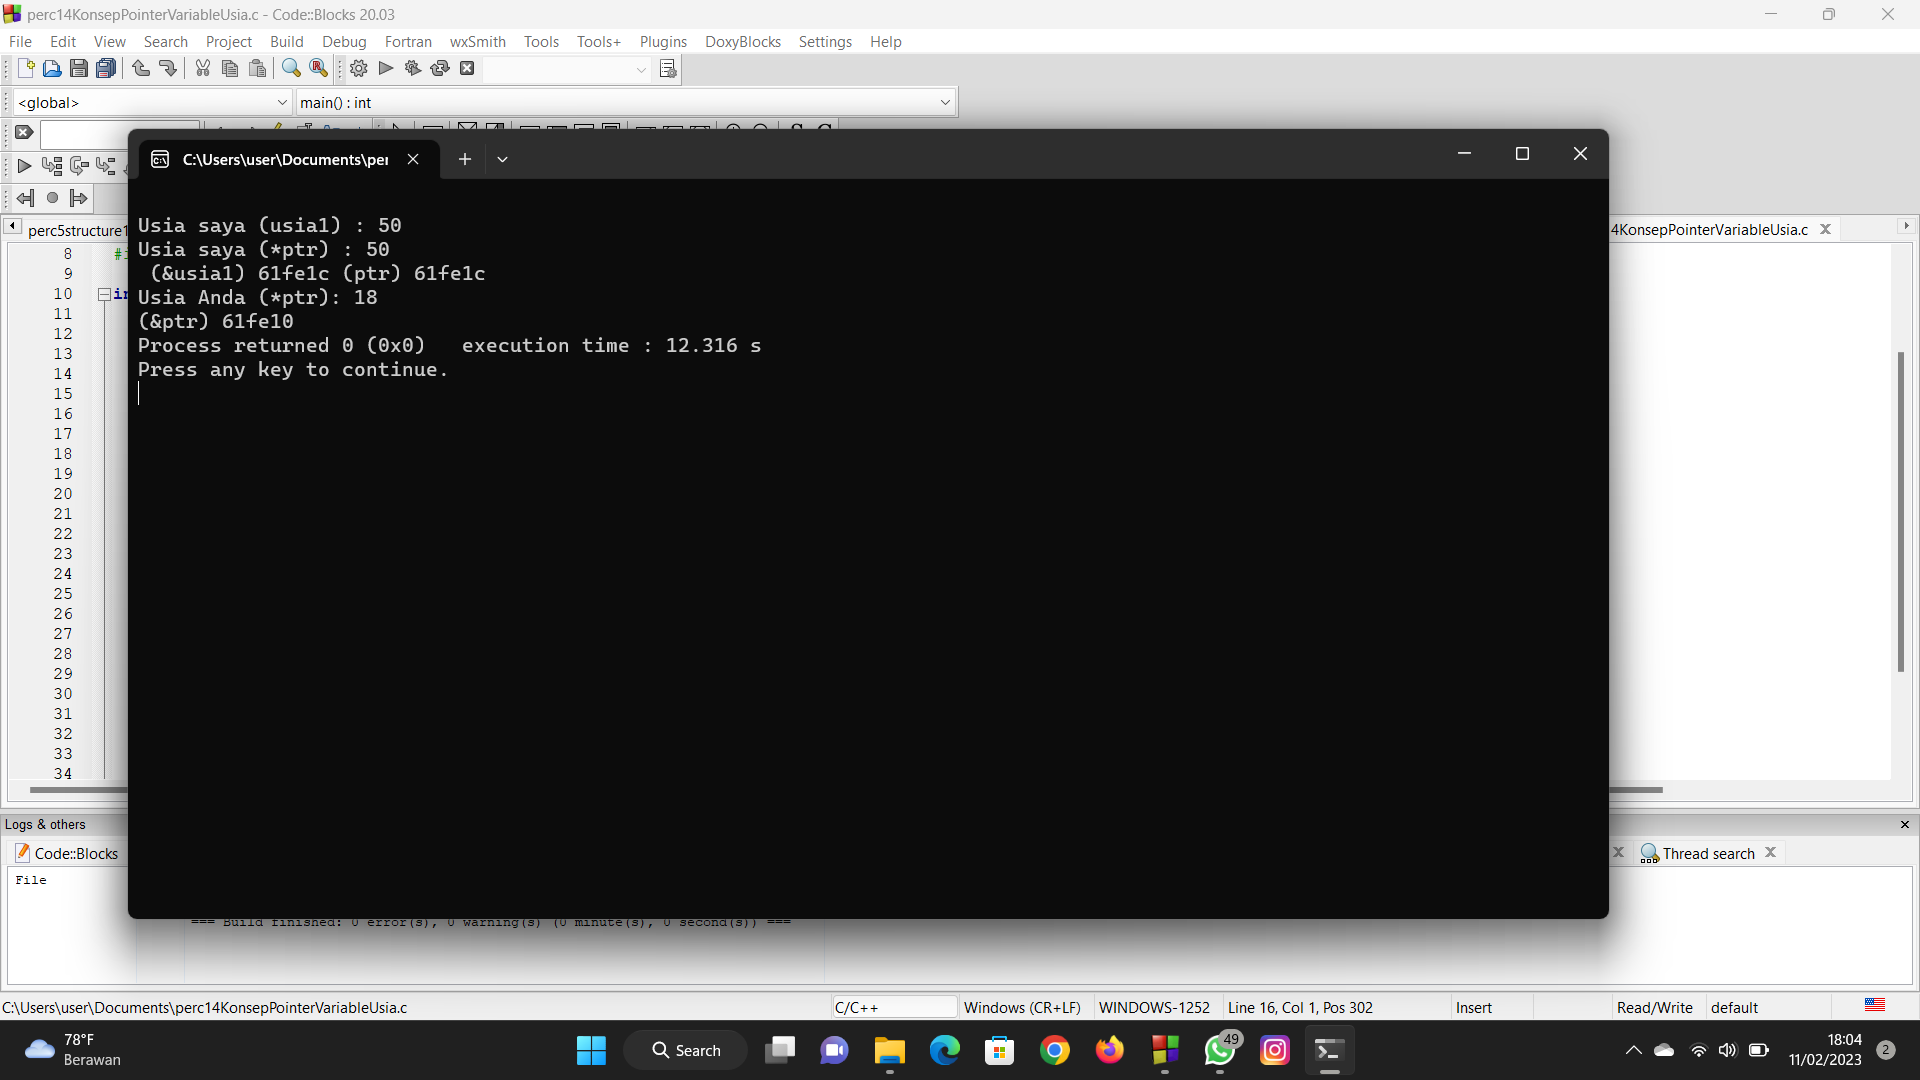 perc14KonsepPointerVariableUsia.c - Code::Blocks 20.03
File Edit View Search Project Build Debug Fortran wxSmith Tools Tools+ Plugins DoxyBlocks Settings Help
<global> main() : int
C:\Users\user\Documents\per
perc5structure1 4KonsepPointerVariableUsia.c
Usia saya (usia1) : 50
Usia saya (*ptr) : 50
(&usia1) 61fe1c (ptr) 61fe1c
Usia Anda (*ptr): 18
(&ptr) 61fe10
Process returned 0 (0x0)   execution time : 12.316 s
Press any key to continue.
8
9
10
11
12
13
14
15
16
17
18
19
20
21
22
23
24
25
26
27
28
29
30
31
32
33
34
Logs & others
Code::Blocks Thread search
File
=== Build finished: 0 error(s), 0 warning(s) (0 minute(s), 0 second(s)) ===
C:\Users\user\Documents\perc14KonsepPointerVariableUsia.c C/C++ Windows (CR+LF) WINDOWS-1252 Line 16, Col 1, Pos 302 Insert Read/Write default
78°F
Berawan
Search
49
18:04
11/02/2023
2